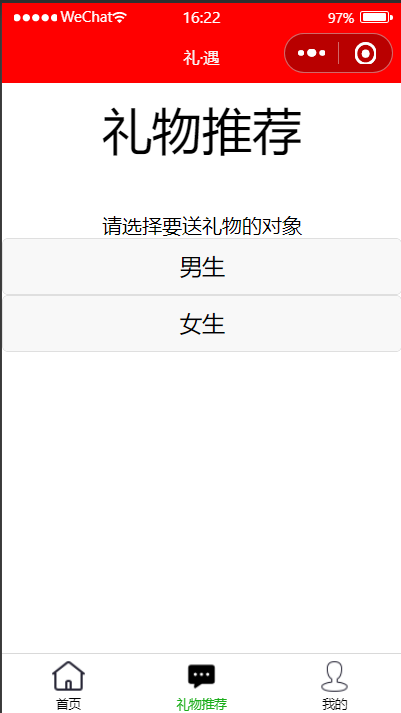 WeChat 16:22 97%
礼·遇
礼物推荐
请选择要送礼物的对象
男生
女生
首页 礼物推荐 我的